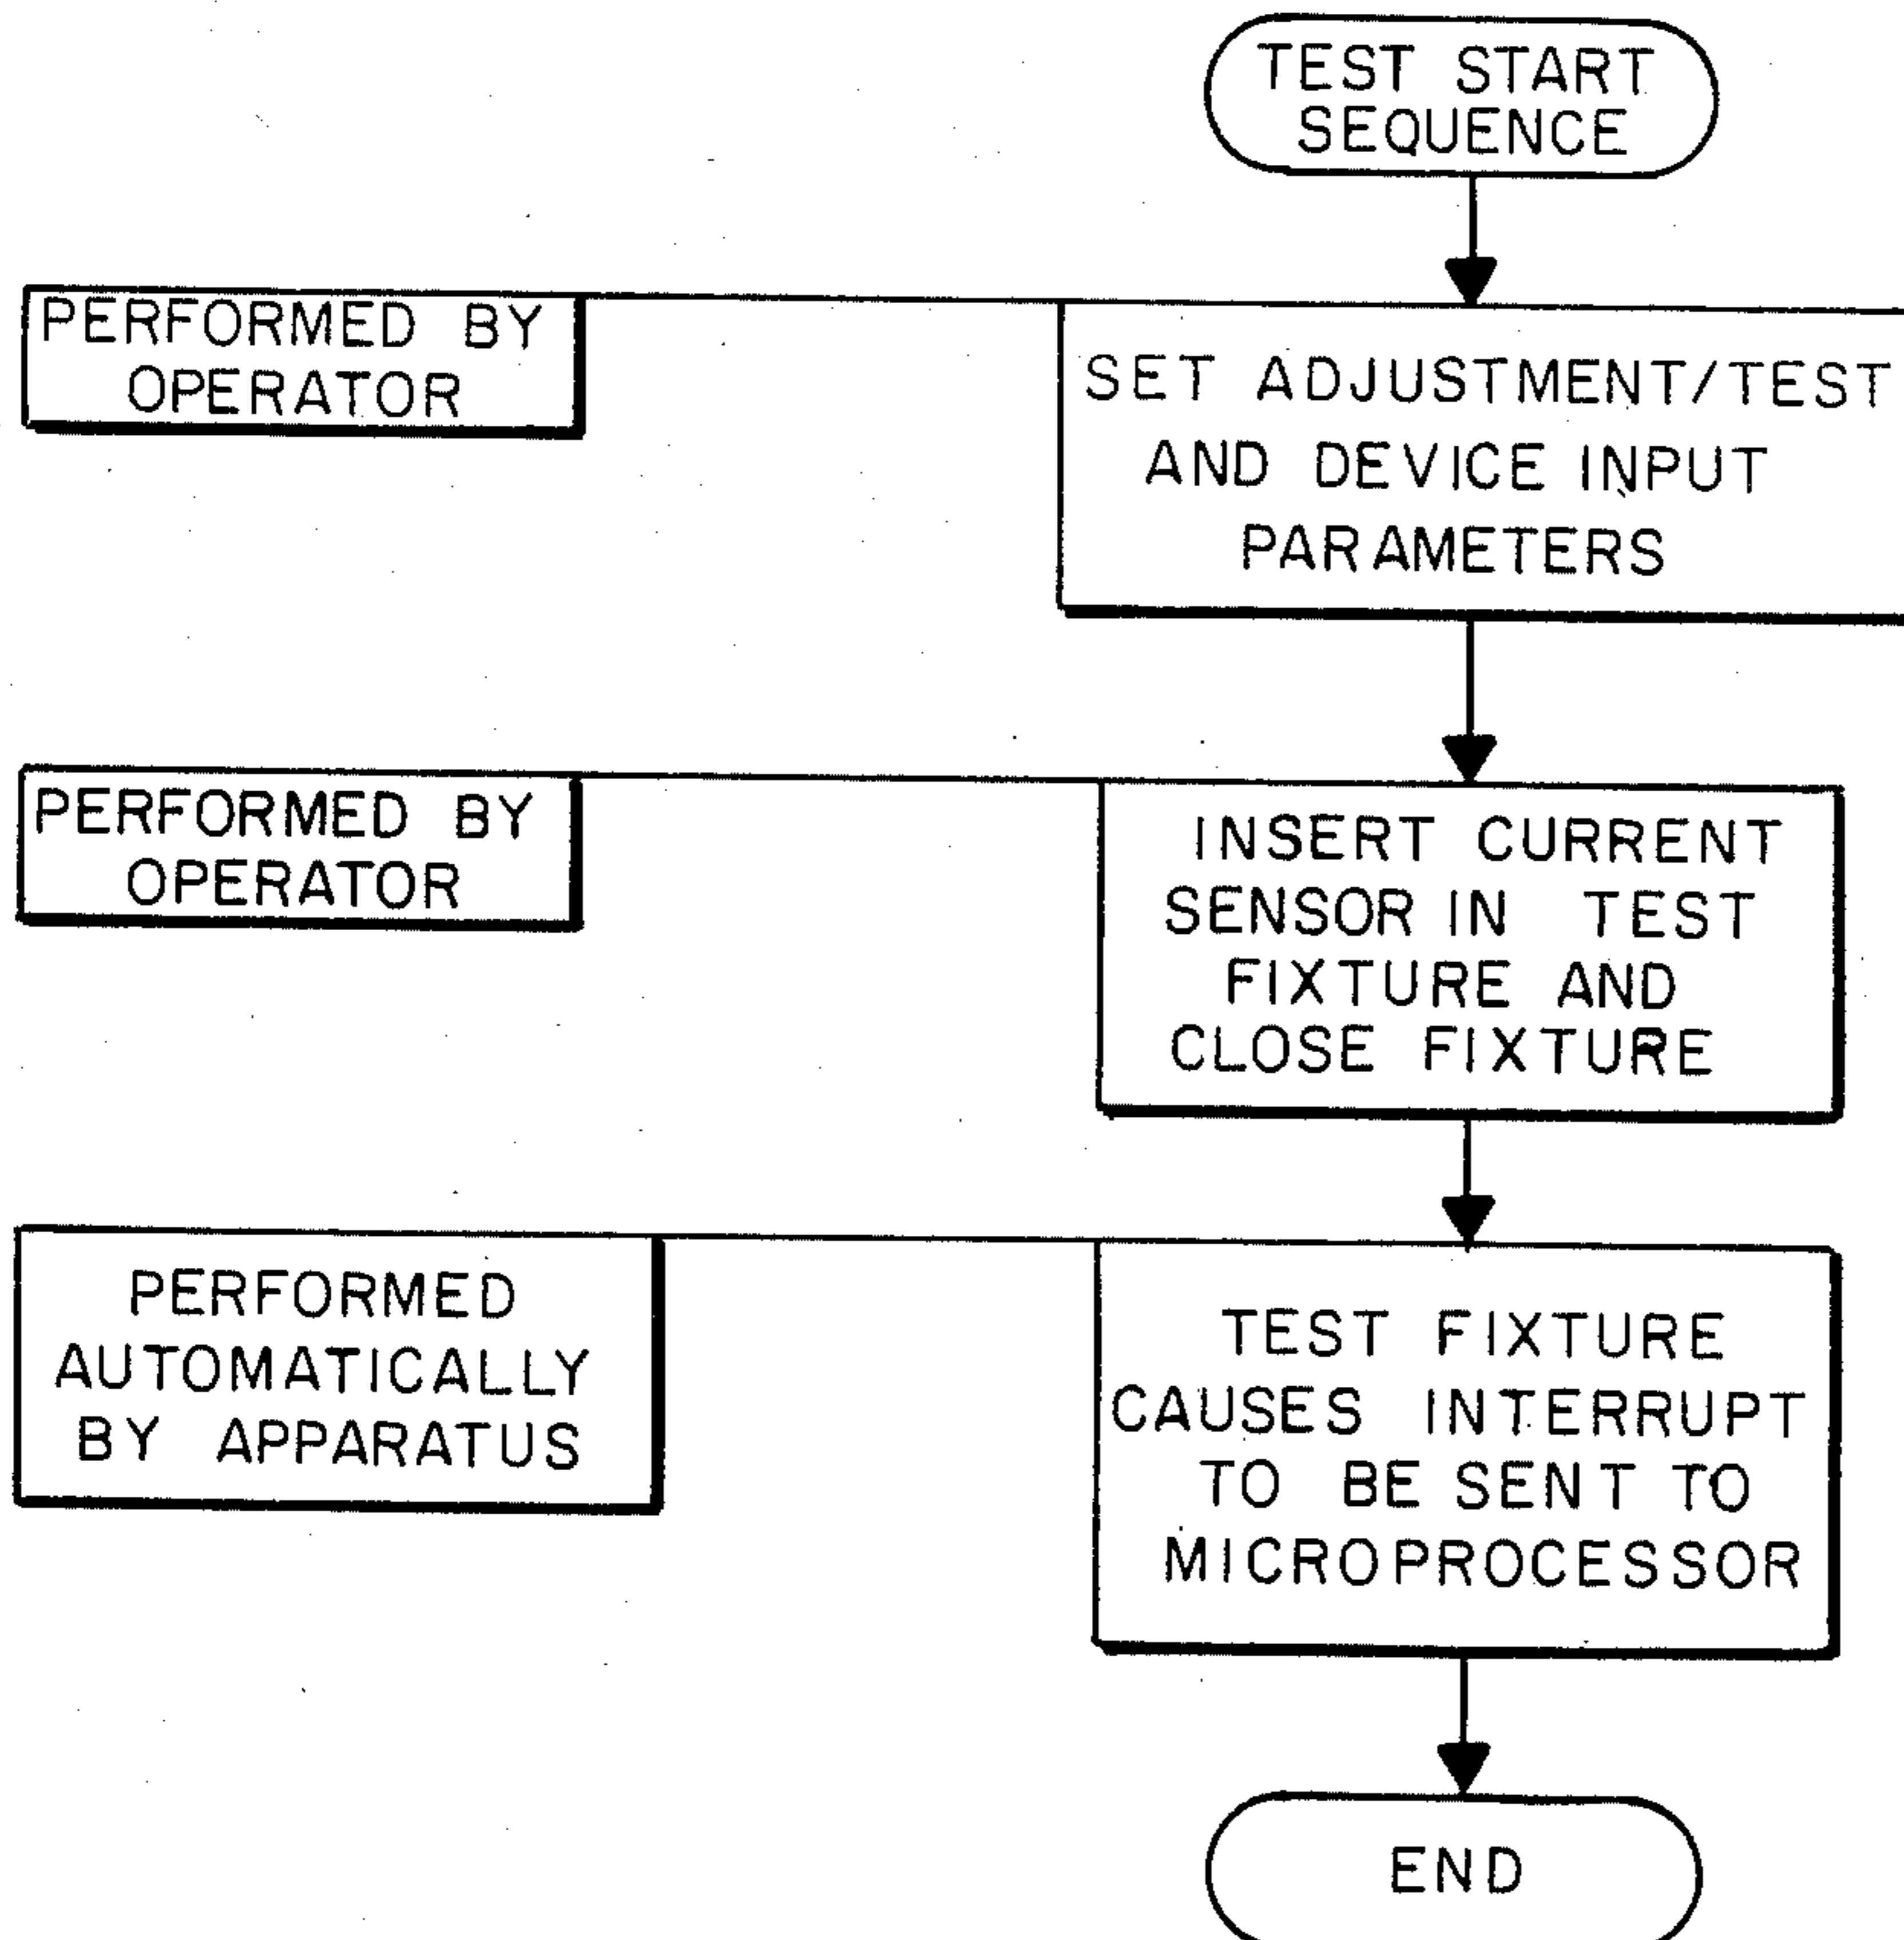 TEST START
SEQUENCE
PERFORMED BY
OPERATOR
SET ADJUSTMENT/TEST
AND DEVICE INPUT
PARAMETERS
PERFORMED BY
OPERATOR
INSERT CURRENT
SENSOR IN TEST
FIXTURE AND
CLOSE FIXTURE
PERFORMED
AUTOMATICALLY
BY APPARATUS
TEST FIXTURE
CAUSES INTERRUPT
TO BE SENT TO
MICROPROCESSOR
END